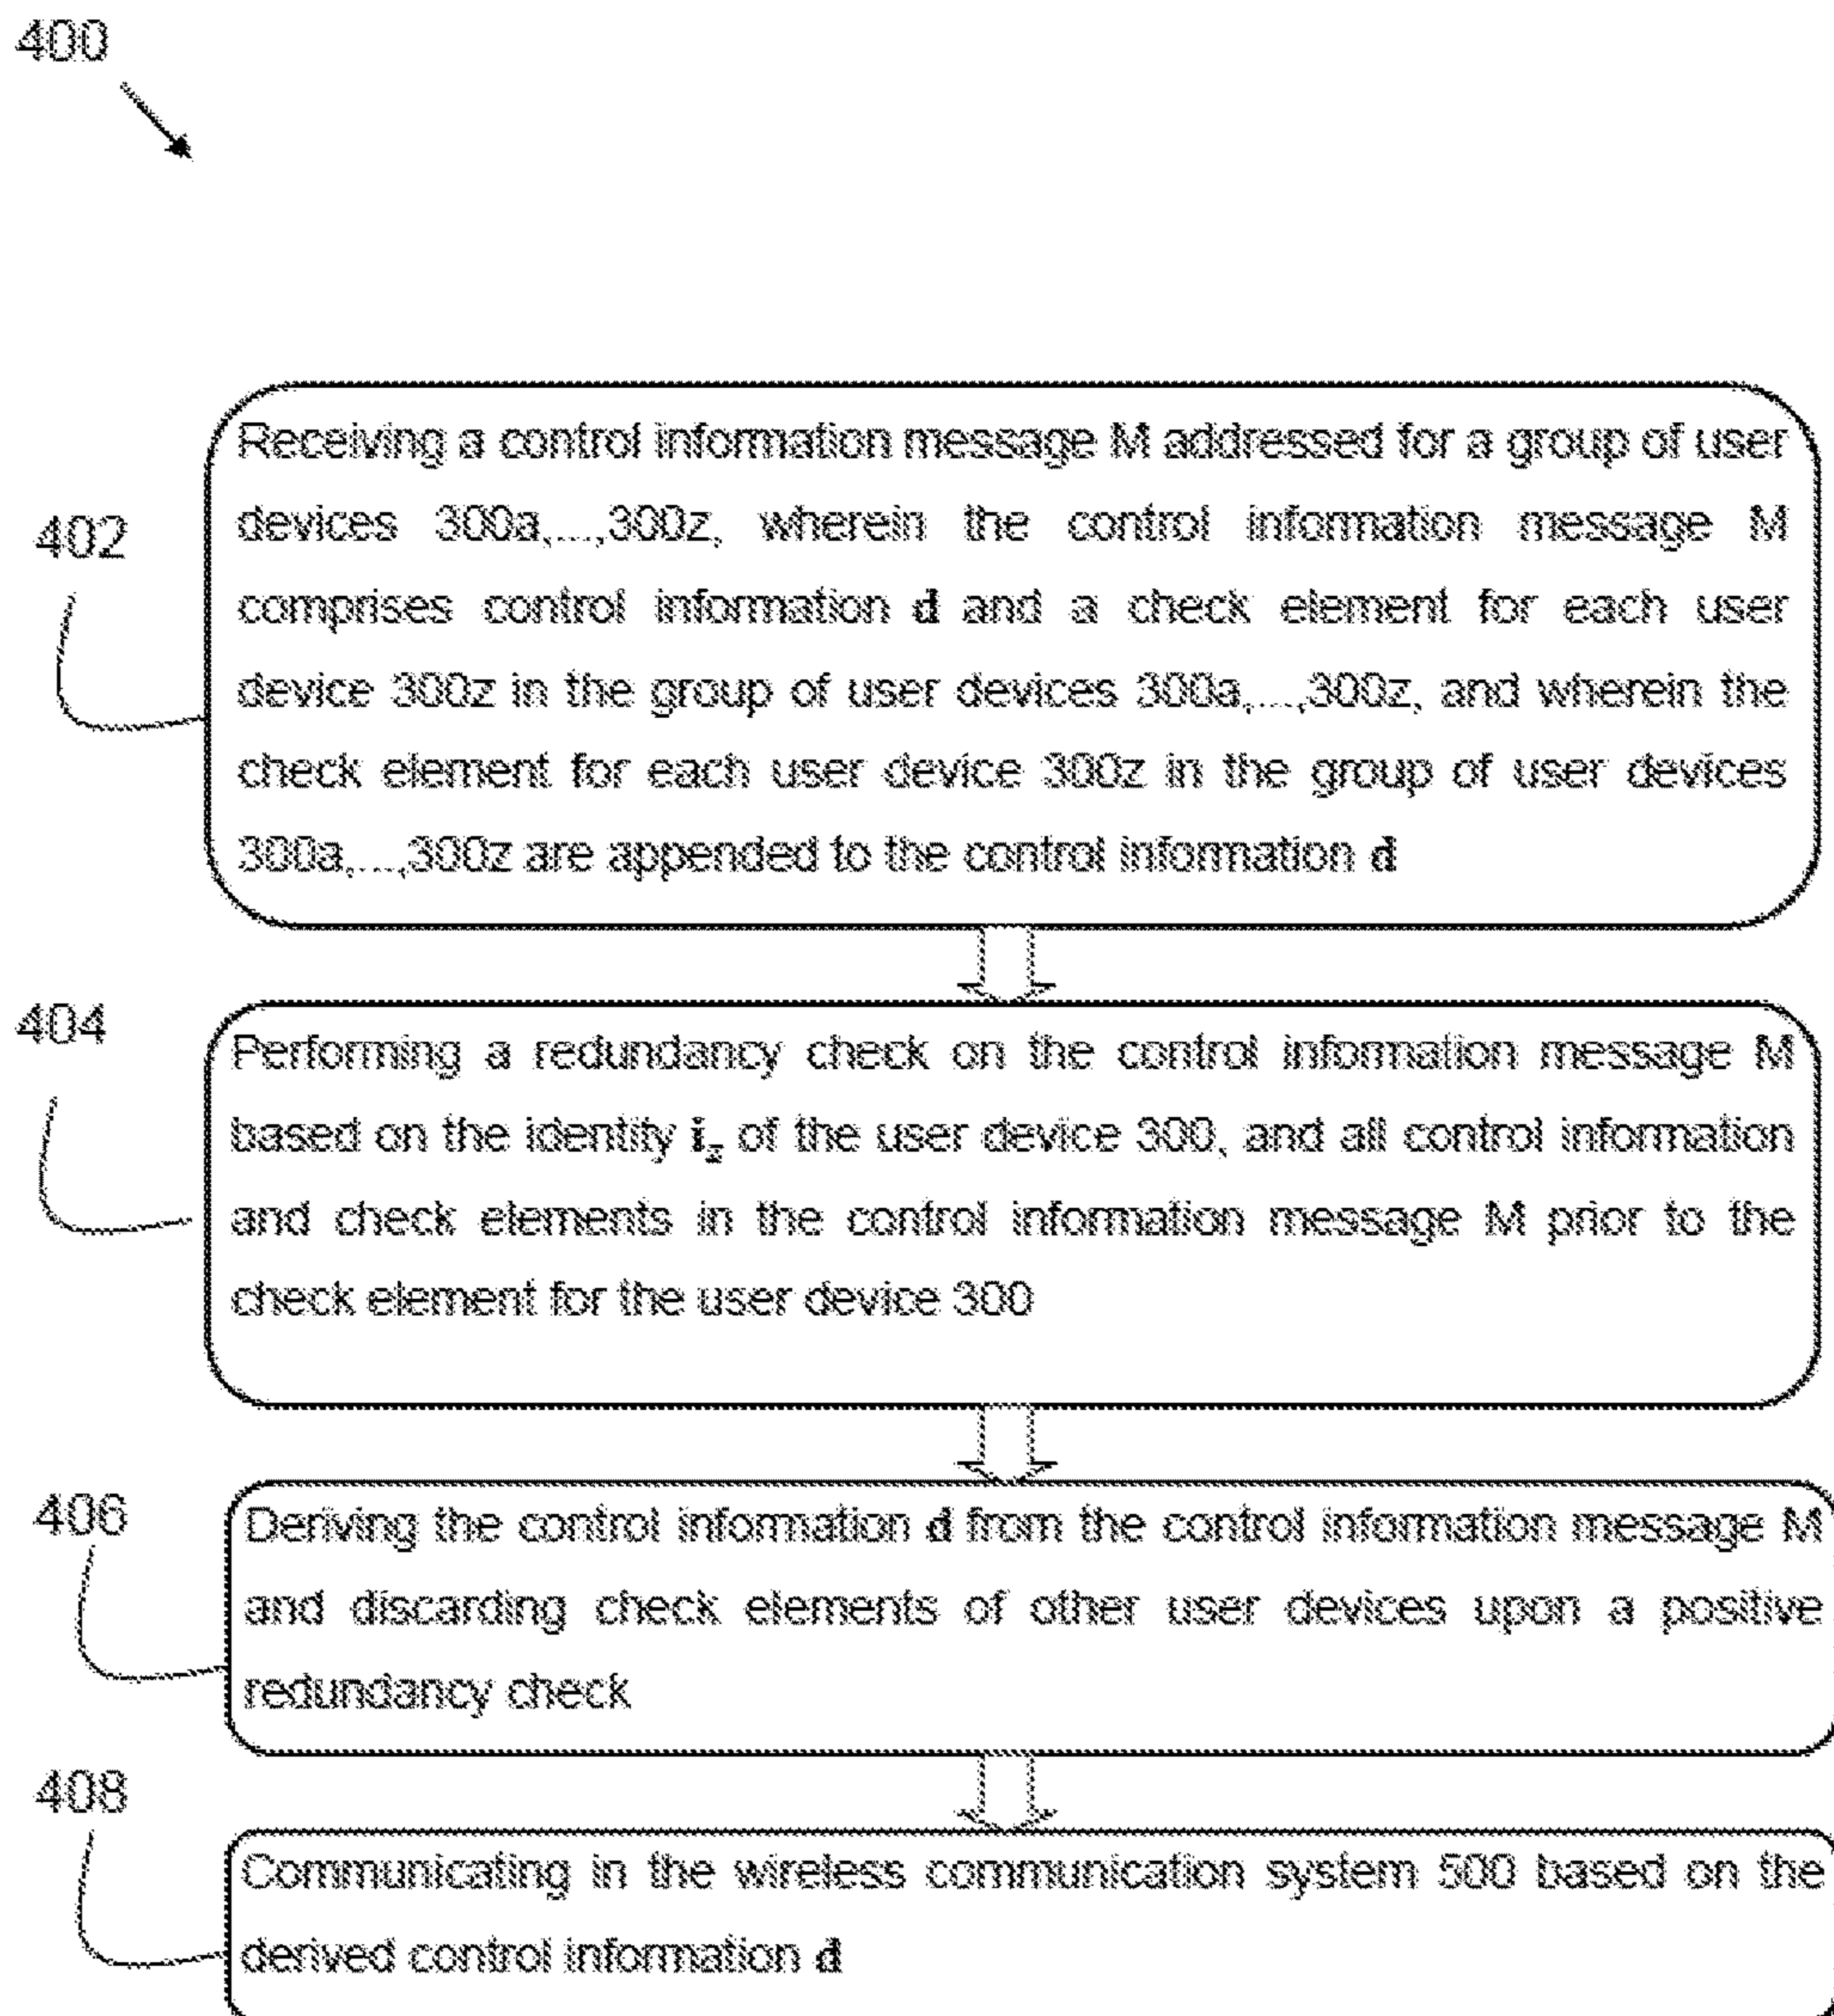 400
402
Receiving a control information message M addressed for a group of user
devices 300a,...,300z, wherein the control information message M
comprises control information d and a check element for each user
device 300z in the group of user devices 300a,...,300z, and wherein the
check element for each user device 300z in the group of user devices
300a,...,300z are appended to the control information d
404
Performing a redundancy check on the control information message M
based on the identity i_z of the user device 300, and all control information
and check elements in the control information message M prior to the
check element for the user device 300
406
Deriving the control information d from the control information message M
and discarding check elements of other user devices upon a positive
redundancy check
408
Communicating in the wireless communication system 500 based on the
derived control information d